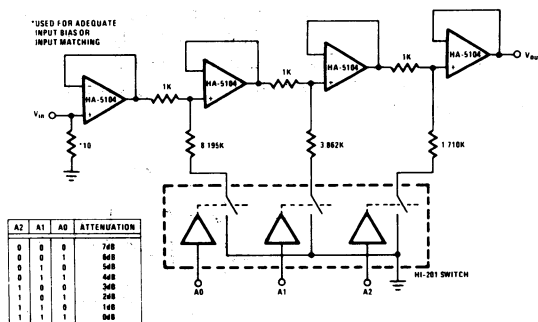 *USED FOR ADEQUATE
INPUT BIAS OR
INPUT MATCHING
HA-5104
HA-5104
HA-5104
HA-5104
1K
1K
1K
Vin
Vou
*10
8 195K
3 862K
1 710K
A0
A1
A2
HI-201 SWITCH
A2 A1 A0 ATTENUATION
0 0 0 7dB
0 0 1 6dB
0 1 0 5dB
0 1 1 4dB
1 0 0 3dB
1 0 1 2dB
1 1 0 1dB
1 1 1 0dB